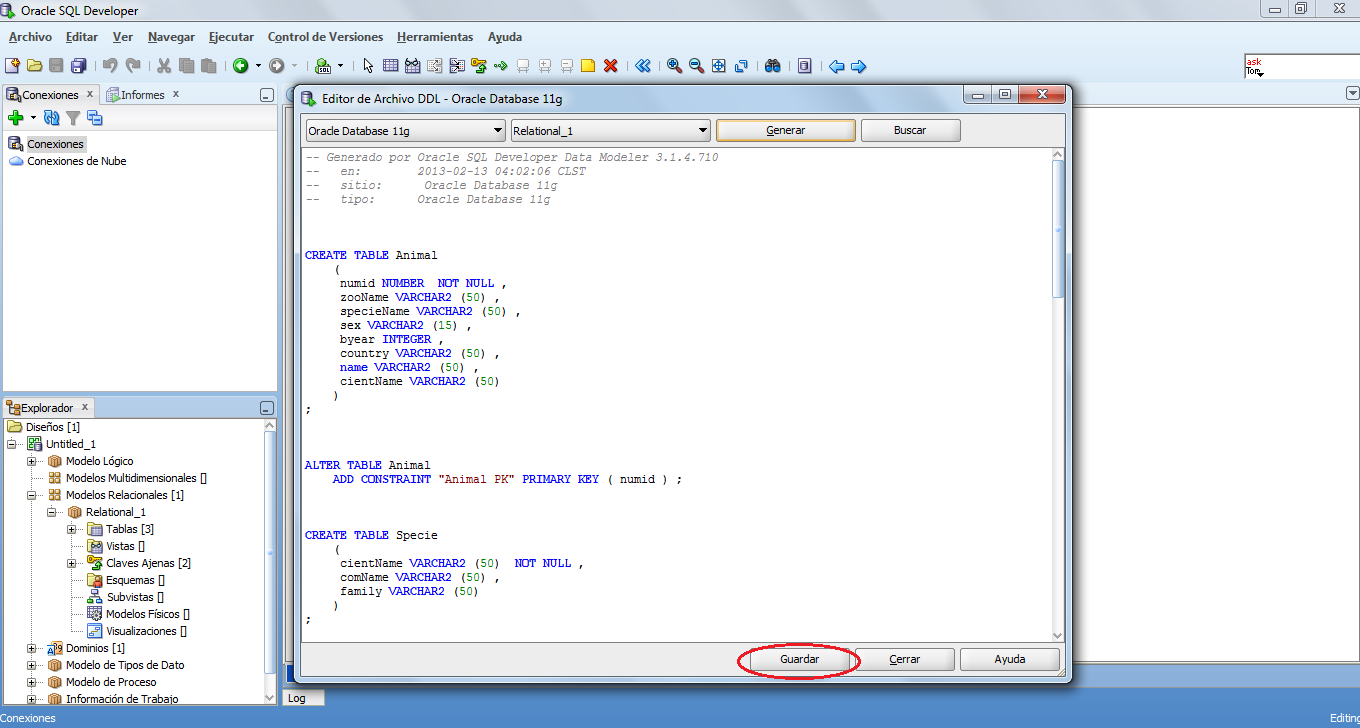 Oracle SQL Developer
Archivo Editar Ver Navegar Ejecutar Control de Versiones Herramientas Ayuda
SQL
ask
Tom
Conexiones x Informes x
Conexiones
Conexiones de Nube
Editor de Archivo DDL - Oracle Database 11g
Oracle Database 11g Relational_1 Generar Buscar
-- Generado por Oracle SQL Developer Data Modeler 3.1.4.710
-- en: 2013-02-13 04:02:06 CLST
-- sitio: Oracle Database 11g
-- tipo: Oracle Database 11g
CREATE TABLE Animal
(
numid NUMBER NOT NULL ,
zooName VARCHAR2 (50) ,
specieName VARCHAR2 (50) ,
sex VARCHAR2 (15) ,
byear INTEGER ,
country VARCHAR2 (50) ,
name VARCHAR2 (50) ,
cientName VARCHAR2 (50)
)
;
ALTER TABLE Animal
ADD CONSTRAINT "Animal PK" PRIMARY KEY ( numid ) ;
CREATE TABLE Specie
(
cientName VARCHAR2 (50) NOT NULL ,
comName VARCHAR2 (50) ,
family VARCHAR2 (50)
)
;
Guardar Cerrar Ayuda
Explorador x
Diseños [1]
Untitled_1
Modelo Lógico
Modelos Multidimensionales []
Modelos Relacionales [1]
Relational_1
Tablas [3]
Vistas []
Claves Ajenas [2]
Esquemas []
Subvistas []
Modelos Físicos []
Visualizaciones []
Dominios [1]
Modelo de Tipos de Dato
Modelo de Proceso
Información de Trabajo
Log
Conexiones
Editing